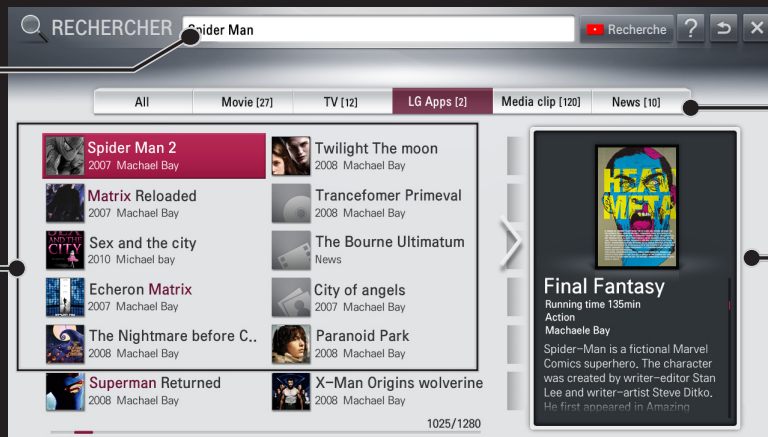 RECHERCHER
Spider Man
Recherche
?
All
Movie [27]
TV [12]
LG Apps [2]
Media clip [120]
News [10]
Spider Man 2
2007 Machael Bay
Twilight The moon
2008 Machael Bay
Matrix Reloaded
2007 Machael Bay
Trancefomer Primeval
2008 Machael Bay
SEX AND THE CITY
Sex and the city
2010 Michael bay
The Bourne Ultimatum
News
Echeron Matrix
2007 Machael Bay
City of angels
2007 Machael Bay
The Nightmare before C..
2008 Machael Bay
Paranoid Park
2008 Machael Bay
Superman Returned
2008 Machael Bay
X-Man Origins wolverine
2008 Machael Bay
1025/1280
HEAVY
META
Final Fantasy
Running time 135min
Action
Machaele Bay
Spider-Man is a fictional Marvel
Comics superhero. The character
was created by writer-editor Stan
Lee and writer-artist Steve Ditko.
He first appeared in Amazing